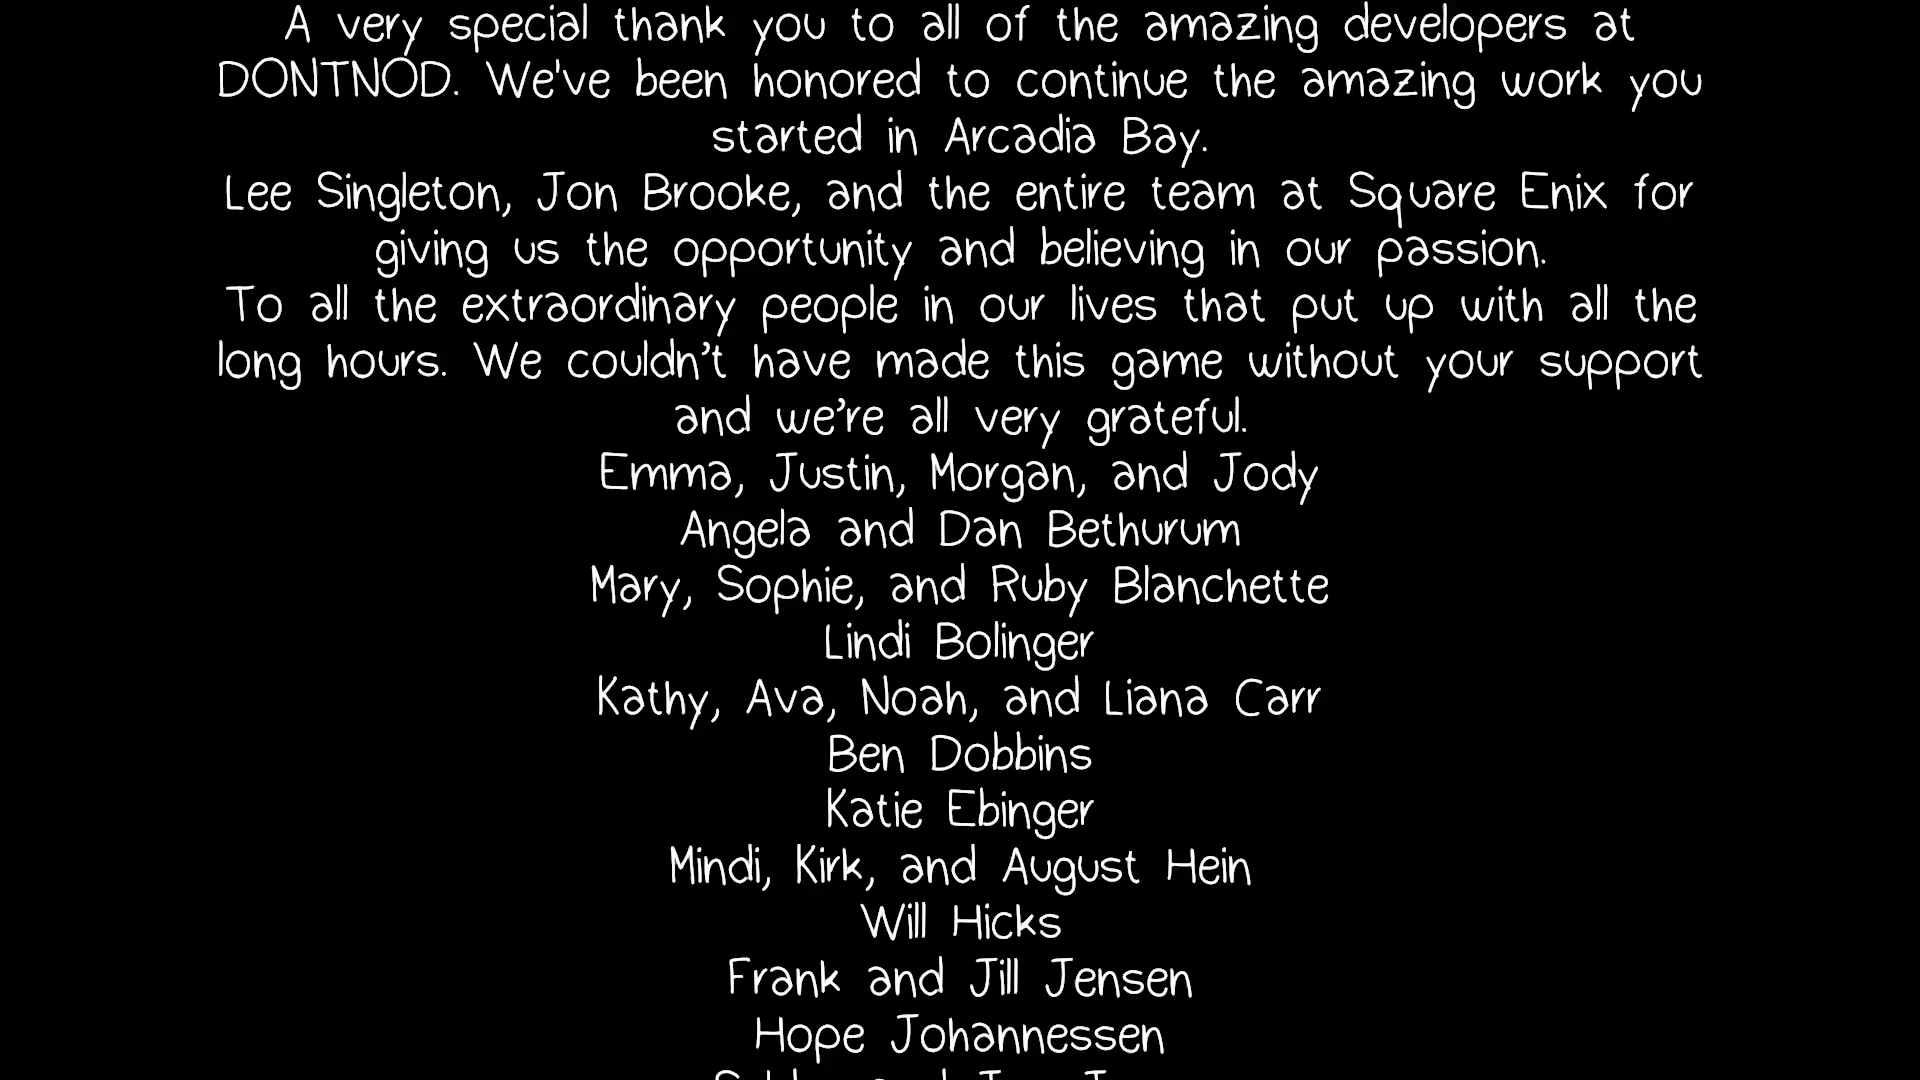 A very special thank you to all of the amazing developers at
DONTNOD. We've been honored to continue the amazing work you
started in Arcadia Bay.
Lee Singleton, Jon Brooke, and the entire team at Square Enix for
giving us the opportunity and believing in our passion.
To all the extraordinary people in our lives that put up with all the
long hours. We couldn’t have made this game without your support
and we’re all very grateful.
Emma, Justin, Morgan, and Jody
Angela and Dan Bethurum
Mary, Sophie, and Ruby Blanchette
Lindi Bolinger
Kathy, Ava, Noah, and Liana Carr
Ben Dobbins
Katie Ebinger
Mindi, Kirk, and August Hein
Will Hicks
Frank and Jill Jensen
Hope Johannessen